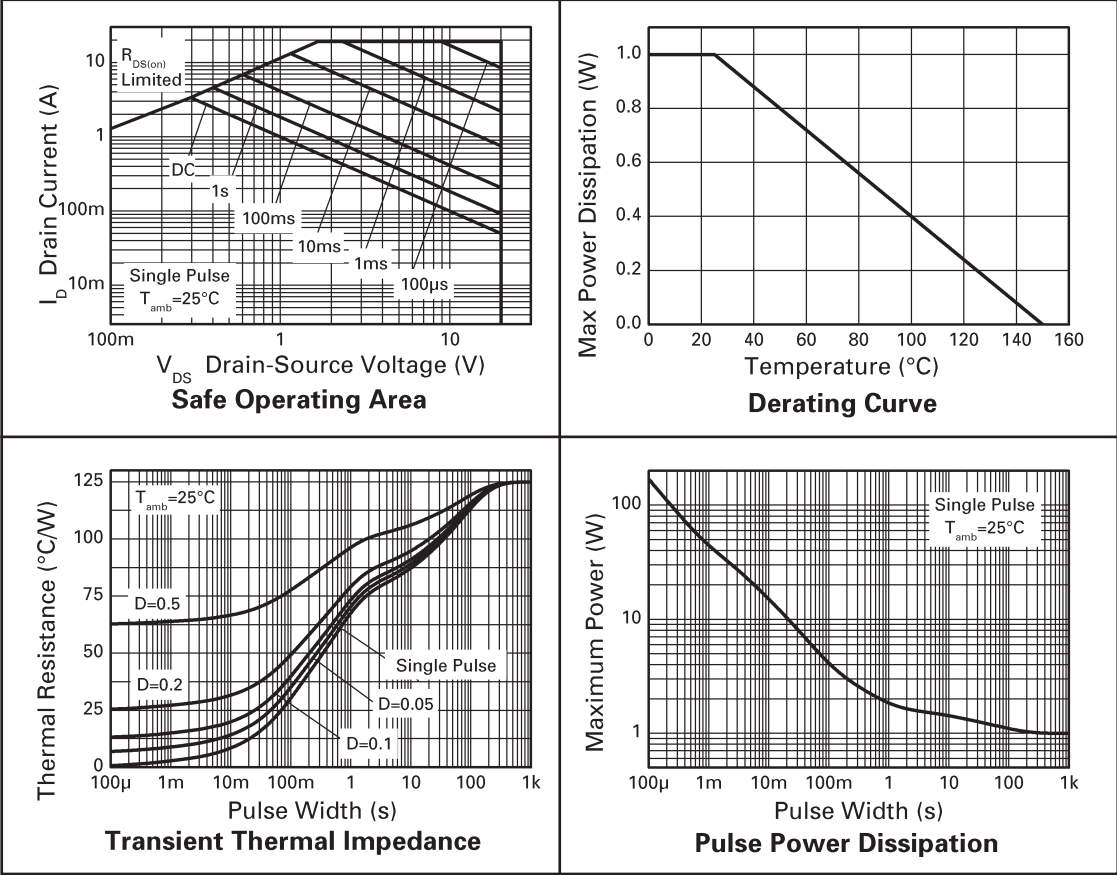 10
1
100m
10m
R DS(on)
Limited
DC
1s
100ms
10ms
1ms
100µs
Single Pulse
T amb =25°C
100m 1 10
I D Drain Current (A)
V DS Drain-Source Voltage (V)
Safe Operating Area
1.0
0.8
0.6
0.4
0.2
0.0
0 20 40 60 80 100 120 140 160
Max Power Dissipation (W)
Temperature (°C)
Derating Curve
125
100
75
50
25
0
T amb =25°C
D=0.5
D=0.2
Single Pulse
D=0.05
D=0.1
100µ 1m 10m 100m 1 10 100 1k
Thermal Resistance (°C/W)
Pulse Width (s)
Transient Thermal Impedance
100
10
1
Single Pulse
T amb =25°C
100µ 1m 10m 100m 1 10 100 1k
Maximum Power (W)
Pulse Width (s)
Pulse Power Dissipation